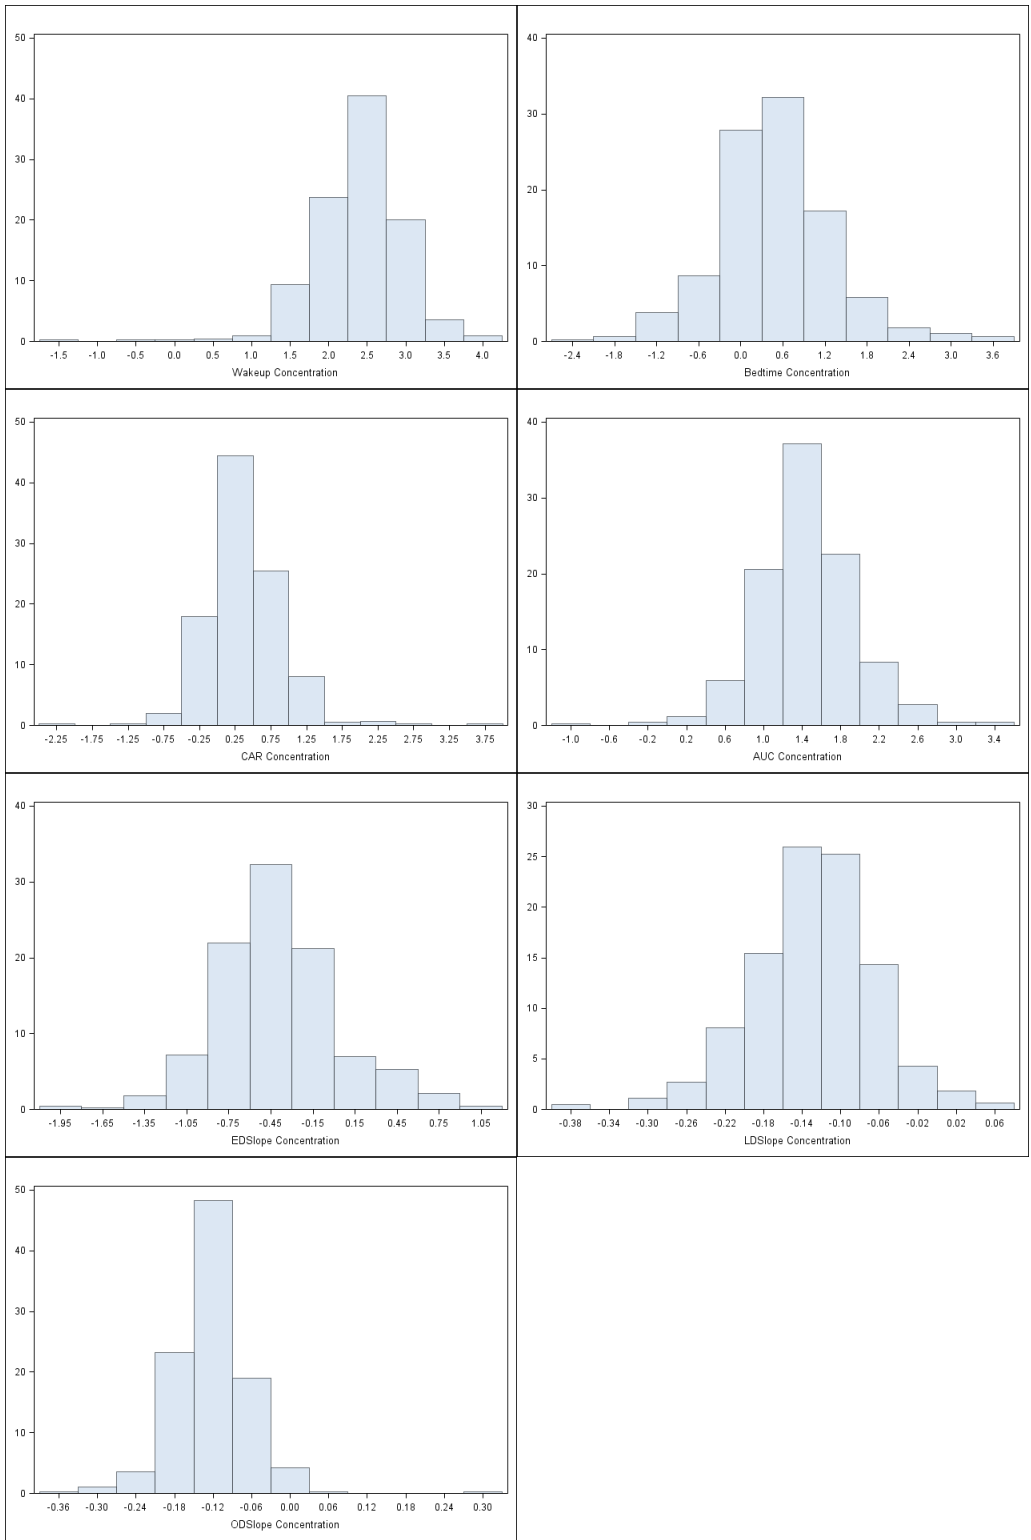 50
40
30
20
10
0
-1.5 -1.0 -0.5 0.0 0.5 1.0 1.5 2.0 2.5 3.0 3.5 4.0
Wakeup Concentration
40
30
20
10
0
-2.4 -1.8 -1.2 -0.6 0.0 0.6 1.2 1.8 2.4 3.0 3.6
Bedtime Concentration
50
40
30
20
10
0
-2.25 -1.75 -1.25 -0.75 -0.25 0.25 0.75 1.25 1.75 2.25 2.75 3.25 3.75
CAR Concentration
40
30
20
10
0
-1.0 -0.6 -0.2 0.2 0.6 1.0 1.4 1.8 2.2 2.6 3.0 3.4
AUC Concentration
40
30
20
10
0
-1.95 -1.65 -1.35 -1.05 -0.75 -0.45 -0.15 0.15 0.45 0.75 1.05
EDSlope Concentration
30
25
20
15
10
5
0
-0.38 -0.34 -0.30 -0.26 -0.22 -0.18 -0.14 -0.10 -0.06 -0.02 0.02 0.06
LDSlope Concentration
50
40
30
20
10
0
-0.36 -0.30 -0.24 -0.18 -0.12 -0.06 0.00 0.06 0.12 0.18 0.24 0.30
ODSlope Concentration